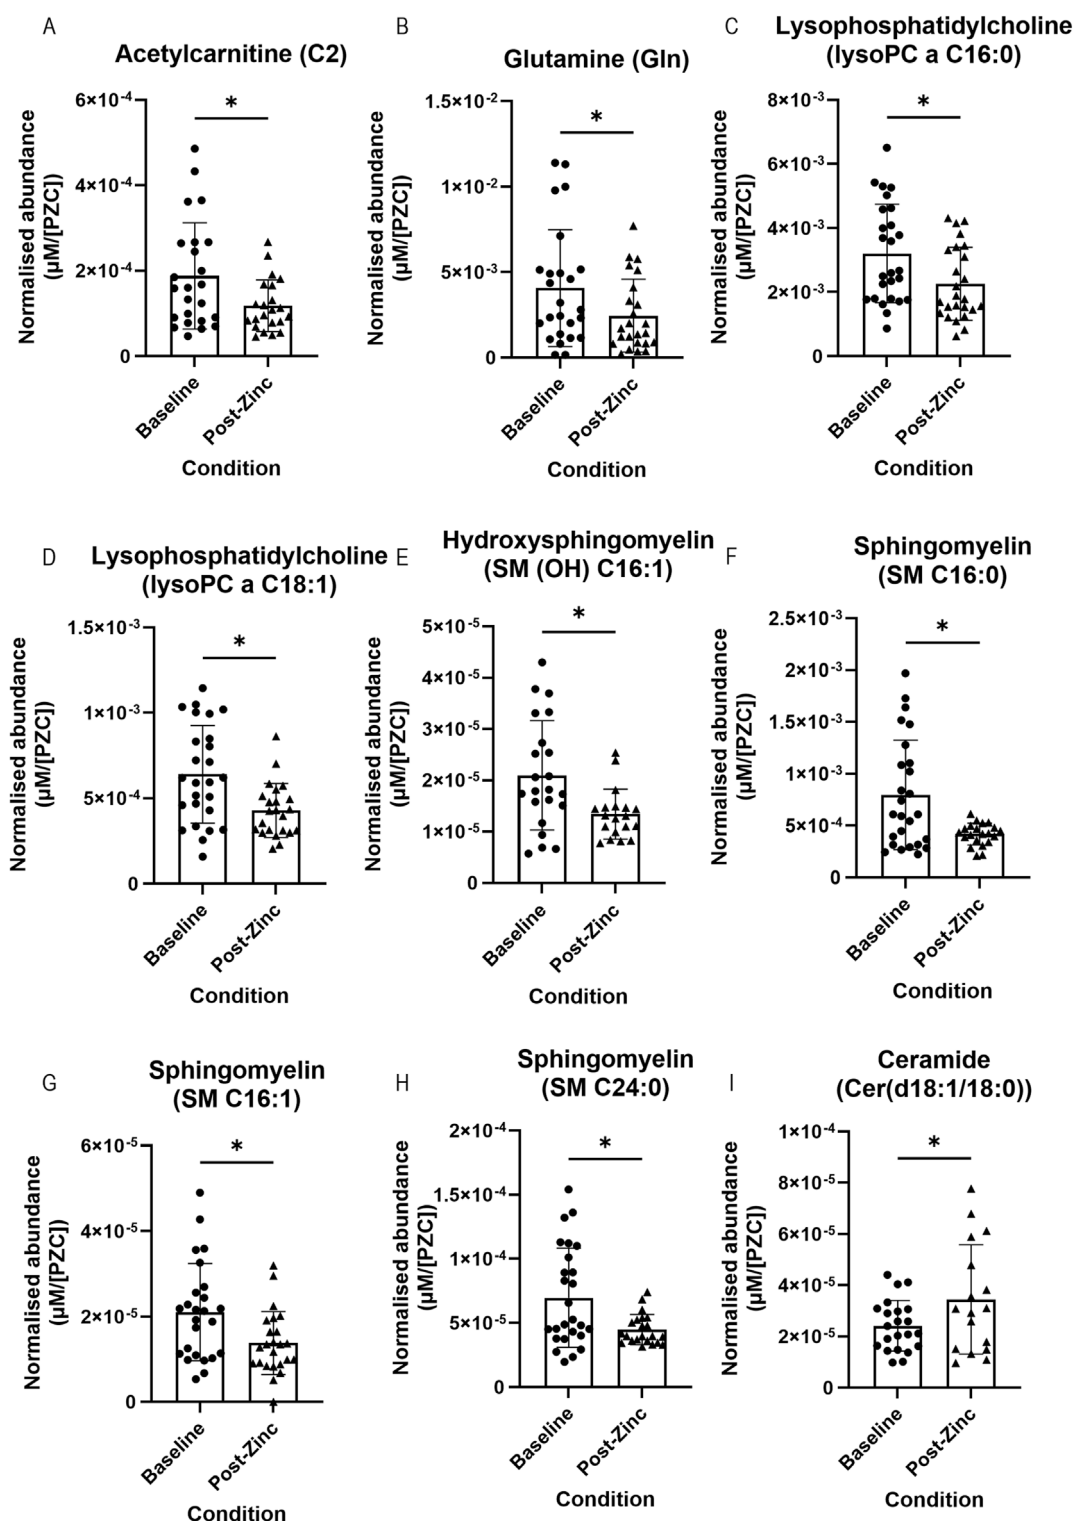 A
Acetylcarnitine (C2)
Normalised abundance
(µM/[PZC])
6×10-4
4×10-4
2×10-4
0
*
Baseline
Post-Zinc
Condition
B
Glutamine (Gln)
Normalised abundance
(µM/[PZC])
1.5×10-2
1×10-2
5×10-3
0
*
Baseline
Post-Zinc
Condition
C
Lysophosphatidylcholine
(lysoPC a C16:0)
Normalised abundance
(µM/[PZC])
8×10-3
6×10-3
4×10-3
2×10-3
0
*
Baseline
Post-Zinc
Condition
D
Lysophosphatidylcholine
(lysoPC a C18:1)
Normalised abundance
(µM/[PZC])
1.5×10-3
1×10-3
5×10-4
0
*
Baseline
Post-Zinc
Condition
E
Hydroxysphingomyelin
(SM (OH) C16:1)
Normalised abundance
(µM/[PZC])
5×10-5
4×10-5
3×10-5
2×10-5
1×10-5
0
*
Baseline
Post-Zinc
Condition
F
Sphingomyelin
(SM C16:0)
Normalised abundance
(µM/[PZC])
2.5×10-3
2×10-3
1.5×10-3
1×10-3
5×10-4
0
*
Baseline
Post-Zinc
Condition
G
Sphingomyelin
(SM C16:1)
Normalised abundance
(µM/[PZC])
6×10-5
4×10-5
2×10-5
0
*
Baseline
Post-Zinc
Condition
H
Sphingomyelin
(SM C24:0)
Normalised abundance
(µM/[PZC])
2×10-4
1.5×10-4
1×10-4
5×10-5
0
*
Baseline
Post-Zinc
Condition
I
Ceramide
(Cer(d18:1/18:0))
Normalised abundance
(µM/[PZC])
1×10-4
8×10-5
6×10-5
4×10-5
2×10-5
0
*
Baseline
Post-Zinc
Condition